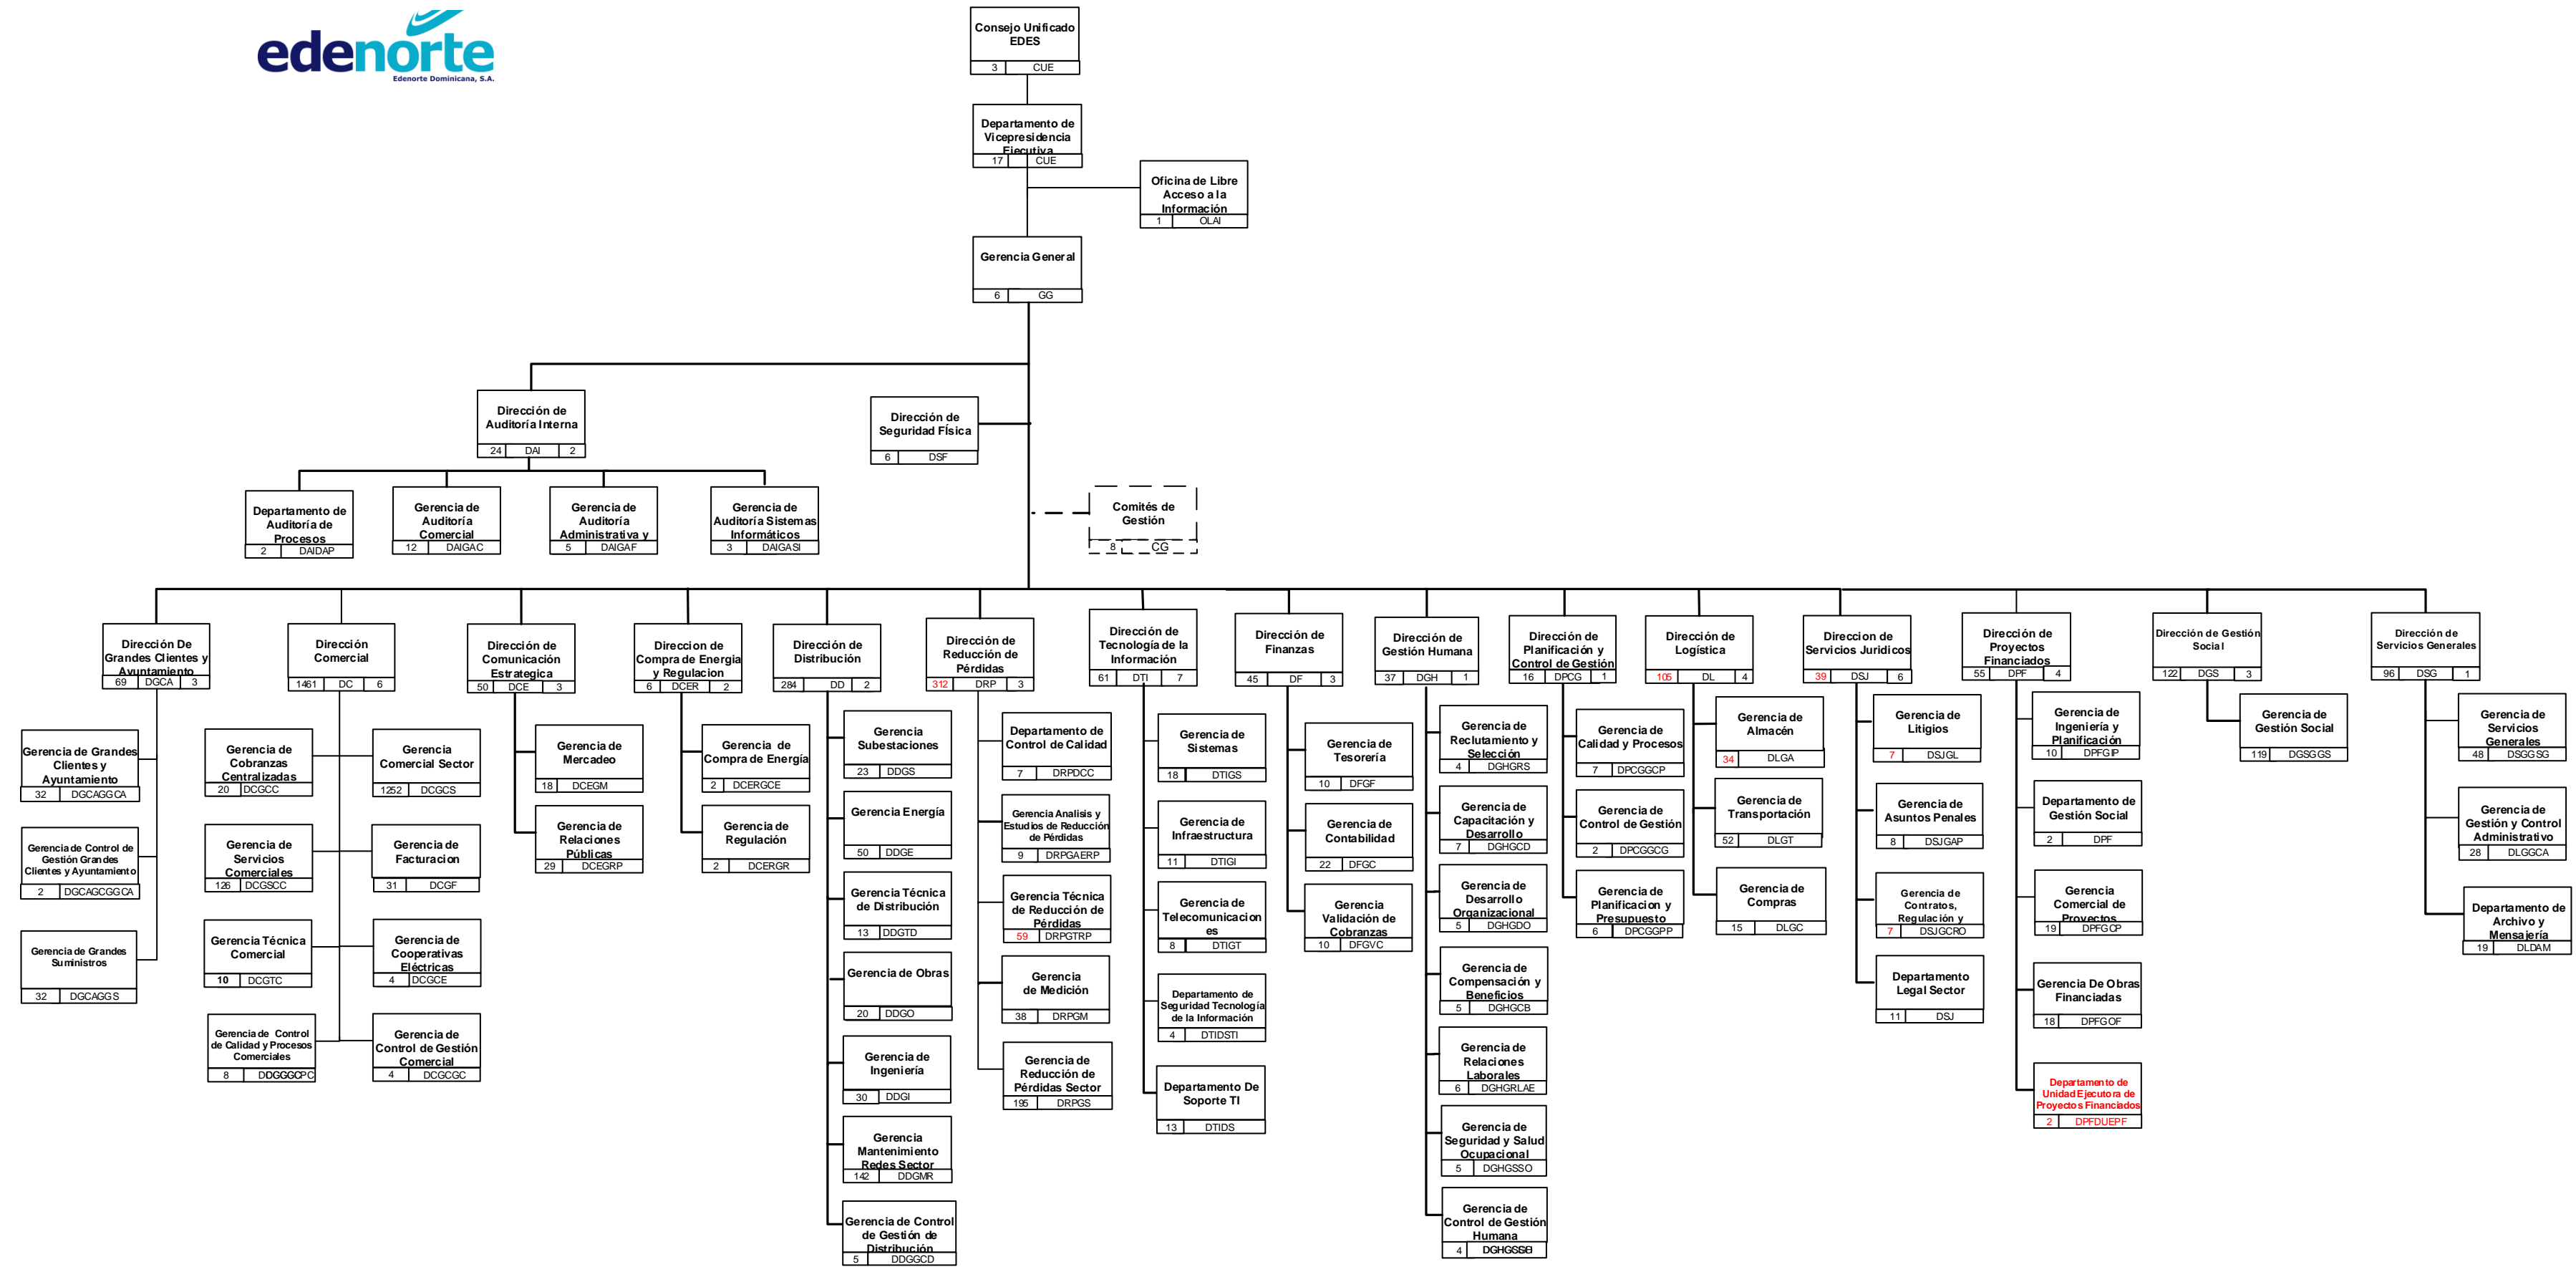 edenorte
Edenorte Dominicana, S.A.
Consejo Unificado
EDES
3 CUE
Departamento de
Vicepresidencia
Ejecutiva
17 CUE
Oficina de Libre
Acceso a la
Información
1 OLAI
Gerencia General
6 GG
Dirección de
Auditoría Interna
24 DAI 2
Dirección de
Seguridad FÍsica
6 DSF
Departamento de
Auditoría de
Procesos
2 DAIDAP
Gerencia de
Auditoría
Comercial
12 DAIGAC
Gerencia de
Auditoría
Administrativa y
5 DAIGAF
Gerencia de
Auditoría Sistemas
Informáticos
3 DAIGASI
Comités de
Gestión
8 CG
Dirección De
Grandes Clientes y
Ayuntamiento
69 DGCA 3
Gerencia de Grandes
Clientes y
Ayuntamiento
32 DGCAGGCA
Gerencia de Control de
Gestión Grandes
Clientes y Ayuntamiento
2 DGCAGCGGCA
Gerencia de Grandes
Suministros
32 DGCAGGS
Dirección
Comercial
1461 DC 6
Gerencia de
Cobranzas
Centralizadas
20 DCGCC
Gerencia
Comercial Sector
1252 DCGCS
Gerencia de
Servicios
Comerciales
126 DCGSCC
Gerencia de
Facturacion
31 DCGF
Gerencia Técnica
Comercial
10 DCGTC
Gerencia de
Cooperativas
Eléctricas
4 DCGCE
Gerencia de Control
de Calidad y Procesos
Comerciales
8
Gerencia de
Control de Gestión
Comercial
4 DCGCGC
Dirección de
Comunicación
Estrategica
50 DCE 3
Gerencia de
Mercadeo
18 DCEGM
Gerencia de
Relaciones
Públicas
29 DCEGRP
Direccion de
Compra de Energia
y Regulacion
6 DCER 2
Gerencia de
Compra de Energía
2 DCERGCE
Gerencia de
Regulación
2 DCERGR
Dirección de
Distribución
284 DD 2
Gerencia
Subestaciones
23 DDGS
Gerencia Energía
50 DDGE
Gerencia Técnica
de Distribución
13 DDGTD
Gerencia de Obras
20 DDGO
Gerencia de
Ingeniería
30 DDGI
Gerencia
Mantenimiento
Redes Sector
142 DDGMR
Gerencia de Control
de Gestión de
Distribución
5 DDGGCD
Dirección de
Reducción de
Pérdidas
312 DRP 3
Departamento de
Control de Calidad
7 DRPDCC
Gerencia Analisis y
Estudios de Reducción
de Pérdidas
9 DRPGAERP
Gerencia Técnica
de Reducción de
Pérdidas
59 DRPGTRP
Gerencia
de Medición
38 DRPGM
Gerencia de
Reducción de
Pérdidas Sector
195 DRPGS
Dirección de
Tecnología de la
Información
61 DTI 7
Gerencia de
Sistemas
18 DTIGS
Gerencia de
Infraestructura
11 DTIGI
Gerencia de
Telecomunicacion
es
8 DTIGT
Departamento de
Seguridad Tecnología
de la Información
4 DTIDSTI
Departamento De
Soporte TI
13 DTIDS
Dirección de
Finanzas
45 DF 3
Gerencia de
Tesorería
10 DFGF
Gerencia de
Contabilidad
22 DFGC
Gerencia
Validación de
Cobranzas
10 DFGVC
Dirección de
Gestión Humana
37 DGH 1
Gerencia de
Reclutamiento y
Selección
4 DGHGRS
Gerencia de
Capacitación y
Desarrollo
7 DGHGCD
Gerencia de
Desarrollo
Organizacional
5 DGHGDO
Gerencia de
Compensación y
Beneficios
5 DGHGCB
Gerencia de
Relaciones
Laborales
6 DGHGRLAE
Gerencia de
Seguridad y Salud
Ocupacional
5 DGHGSSO
Gerencia de
Control de Gestión
Humana
4
Dirección de
Planificación y
Control de Gestión
16 DPCG 1
Gerencia de
Calidad y Procesos
7 DPCGGCP
Gerencia de
Control de Gestión
2 DPCGGCG
Gerencia de
Planificacion y
Presupuesto
6 DPCGGPP
Dirección de
Logística
105 DL 4
Gerencia de
Almacén
34 DLGA
Gerencia de
Transportación
52 DLGT
Gerencia de
Compras
15 DLGC
Direccion de
Servicios Juridicos
39 DSJ 6
Gerencia de
Litigios
7 DSJGL
Gerencia de
Asuntos Penales
8 DSJGAP
Gerencia de
Contratos,
Regulación y
7 DSJGCRO
Departamento
Legal Sector
11 DSJ
Dirección de
Proyectos
Financiados
55 DPF 4
Gerencia de
Ingeniería y
Planificación
10 DPFGIP
Departamento de
Gestión Social
2 DPF
Gerencia
Comercial de
Proyectos
19 DPFGCP
Gerencia De Obras
Financiadas
18 DPFGOF
Departamento de
Unidad Ejecutora de
Proyectos Financiados
2 DPFDUEPF
Dirección de Gestión
Social
122 DGS 3
Gerencia de
Gestión Social
119 DGSGGS
Dirección de
Servicios Generales
96 DSG 1
Gerencia de
Servicios
Generales
48 DSGGSG
Gerencia de
Gestión y Control
Administrativo
28 DLGGCA
Departamento de
Archivo y
Mensajería
19 DLDAM